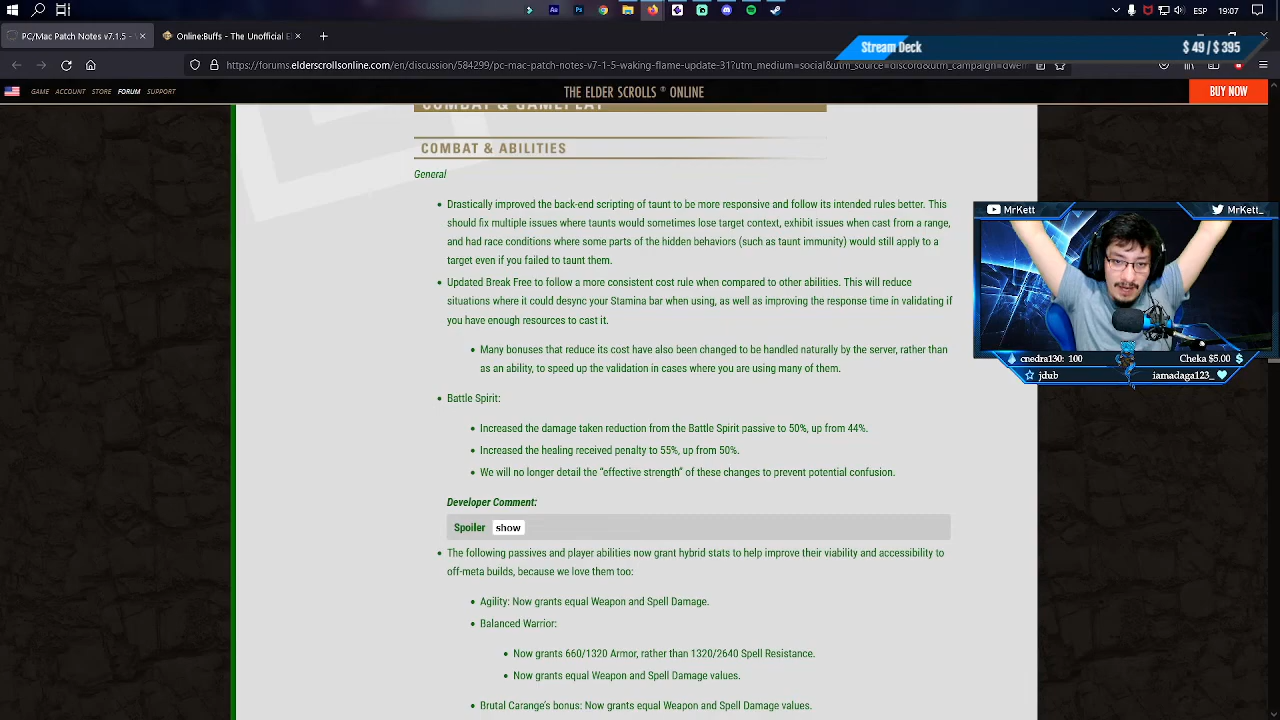 19:07
PC/Mac Patch Notes v7.1.5 -
Online:Buffs - The Unofficial El
Stream Deck
$ 49 / $ 395
https://forums.elderscrollsonline.com/en/discussion/584299/pc-mac-patch-notes-v7-1-5-waking-flame-update-31?utm_medium=social&utm_source=discord&utm_campaign=dwem
GAME ACCOUNT STORE FORUM SUPPORT
THE ELDER SCROLLS ® ONLINE
BUY NOW
COMBAT & GAMEPLAY
COMBAT & ABILITIES
General
• Drastically improved the back-end scripting of taunt to be more responsive and follow its intended rules better. This
should fix multiple issues where taunts would sometimes lose target context, exhibit issues when cast from a range,
and had race conditions where some parts of the hidden behaviors (such as taunt immunity) would still apply to a
target even if you failed to taunt them.
• Updated Break Free to follow a more consistent cost rule when compared to other abilities. This will reduce
situations where it could desync your Stamina bar when using, as well as improving the response time in validating if
you have enough resources to cast it.
• Many bonuses that reduce its cost have also been changed to be handled naturally by the server, rather than
as an ability, to speed up the validation in cases where you are using many of them.
• Battle Spirit:
• Increased the damage taken reduction from the Battle Spirit passive to 50%, up from 44%.
• Increased the healing received penalty to 55%, up from 50%.
• We will no longer detail the “effective strength” of these changes to prevent potential confusion.
Developer Comment:
Spoiler show
• The following passives and player abilities now grant hybrid stats to help improve their viability and accessibility to
off-meta builds, because we love them too:
• Agility: Now grants equal Weapon and Spell Damage.
• Balanced Warrior:
• Now grants 660/1320 Armor, rather than 1320/2640 Spell Resistance.
• Now grants equal Weapon and Spell Damage values.
• Brutal Carange's bonus: Now grants equal Weapon and Spell Damage values.
MrKett
MrKett_
cnedra130: 100
Cheka $5.00
jdub
iamadaga123_